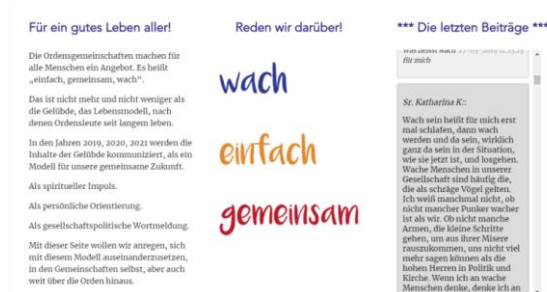 Für ein gutes Leben aller!
Die Ordensgemeinschaften machen für
alle Menschen ein Angebot. Es heißt
„einfach, gemeinsam, wach“.
Das ist nicht mehr und nicht weniger als
die Gelübde, das Lebensmodell, nach
denen Ordensleute seit langem leben.
In den Jahren 2019, 2020, 2021 werden die
Inhalte der Gelübde kommuniziert, als ein
Modell für unsere gemeinsame Zukunft.
Als spiritueller Impuls.
Als persönliche Orientierung.
Als gesellschaftspolitische Wortmeldung.
Mit dieser Seite wollen wir anregen, sich
mit diesem Modell auseinanderzusetzen,
in den Gemeinschaften selbst, aber auch
weit über die Orden hinaus.
Reden wir darüber!
wach
einfach
gemeinsam
*** Die letzten Beiträge ***
für mich
Sr. Katharina K.:
Wach sein heißt für mich erst
mal schlafen, dann wach
werden und da sein, wirklich
ganz da sein in der Situation,
wie sie jetzt ist, und losgehen.
Wache Menschen in unserer
Gesellschaft sind häufig die,
die als schräge Vögel gelten.
Ich weiß manchmal nicht, ob
nicht mancher Punker wacher
ist als wir. Ob nicht manche
Armen, die kleine Schritte
gehen, um aus ihrer Misere
rauszukommen, uns nicht viel
mehr sagen können als die
hohen Herren in Politik und
Kirche. Wenn ich an wache
Menschen denke, denke ich an